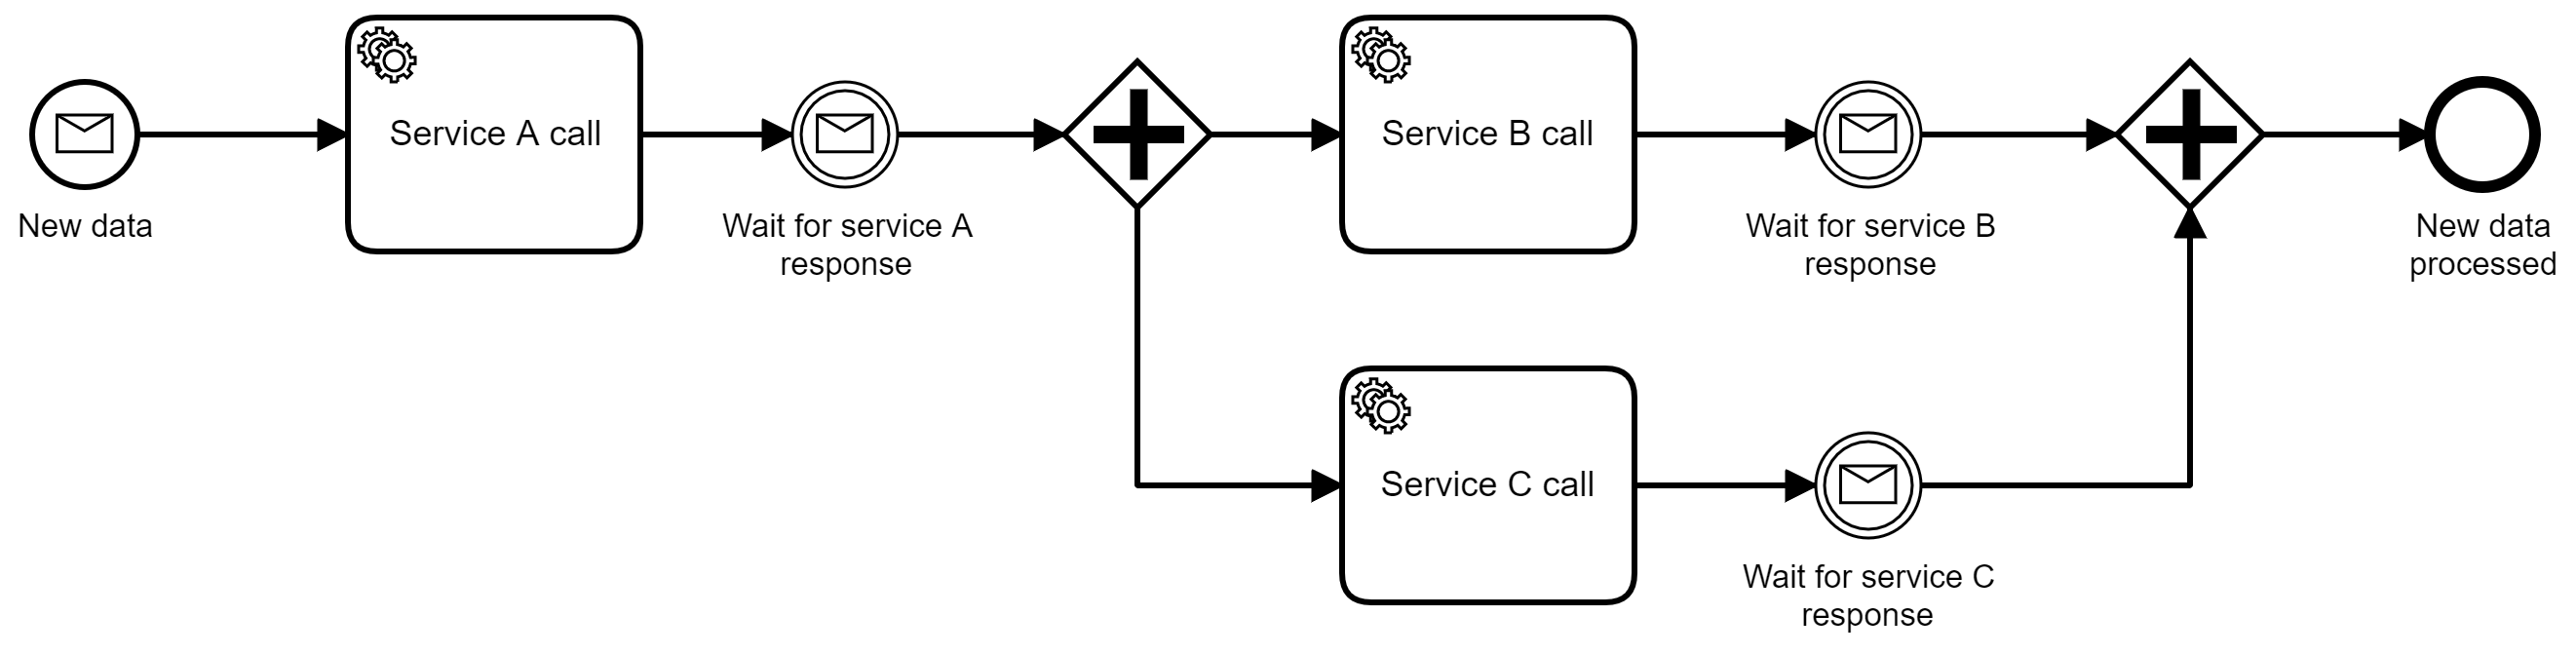 New data
Service A call
Wait for service A
response
Service B call
Wait for service B
response
Service C call
Wait for service C
response
New data
processed